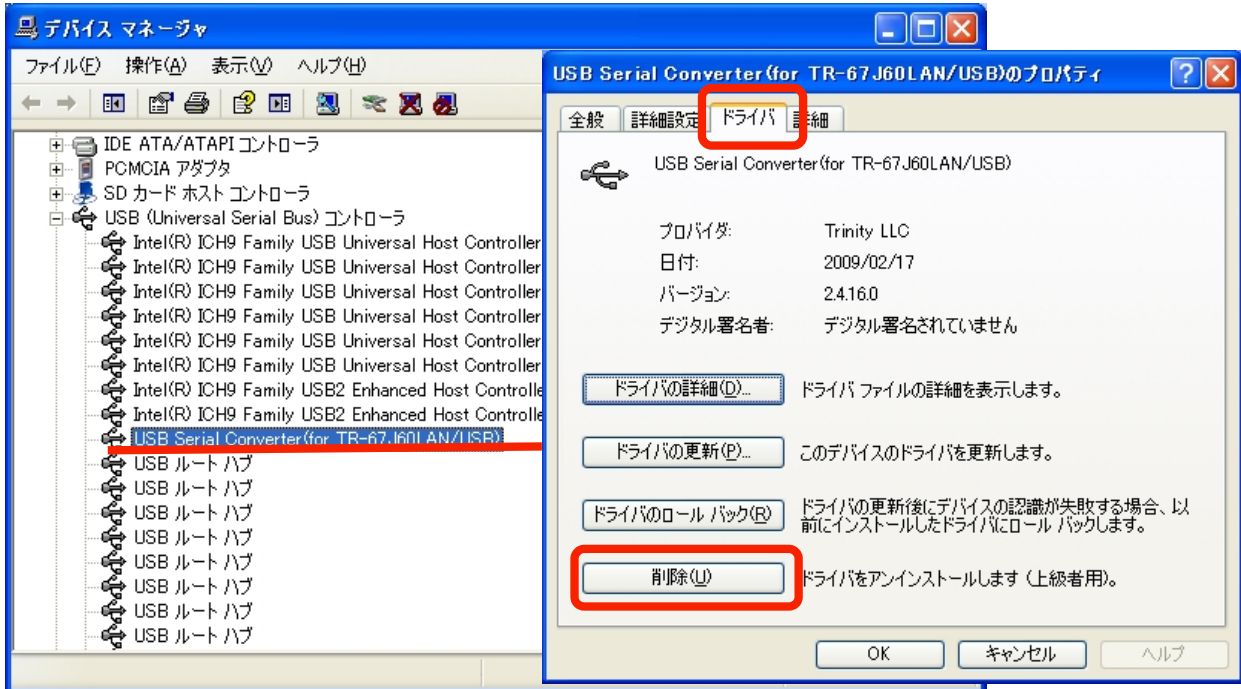 デバイス マネージャ
ファイル(F) 操作(A) 表示(V) ヘルプ(H)
IDE ATA/ATAPI コントローラ
PCMCIA アダプタ
SD カード ホスト コントローラ
USB (Universal Serial Bus) コントローラ
Intel(R) ICH9 Family USB Universal Host Controller
Intel(R) ICH9 Family USB Universal Host Controller
Intel(R) ICH9 Family USB Universal Host Controller
Intel(R) ICH9 Family USB Universal Host Controller
Intel(R) ICH9 Family USB Universal Host Controller
Intel(R) ICH9 Family USB Universal Host Controller
Intel(R) ICH9 Family USB2 Enhanced Host Controlle
Intel(R) ICH9 Family USB2 Enhanced Host Controlle
USB Serial Converter(for TR-67J60LAN/USB)
USB ルート ハブ
USB ルート ハブ
USB ルート ハブ
USB ルート ハブ
USB ルート ハブ
USB ルート ハブ
USB ルート ハブ
USB ルート ハブ
USB Serial Converter(for TR-67J60LAN/USB)のプロパティ
全般 詳細設定 ドライバ 詳細
USB Serial Converter(for TR-67J60LAN/USB)
プロバイダ: Trinity LLC
日付: 2009/02/17
バージョン: 2.4.16.0
デジタル署名者: デジタル署名されていません
ドライバの詳細(D)... ドライバ ファイルの詳細を表示します。
ドライバの更新(P)... このデバイスのドライバを更新します。
ドライバのロール バック(R) ドライバの更新後にデバイスの認識が失敗する場合、以
前にインストールしたドライバにロール バックします。
削除(U) ドライバをアンインストールします (上級者用)。
OK キャンセル ヘルプ